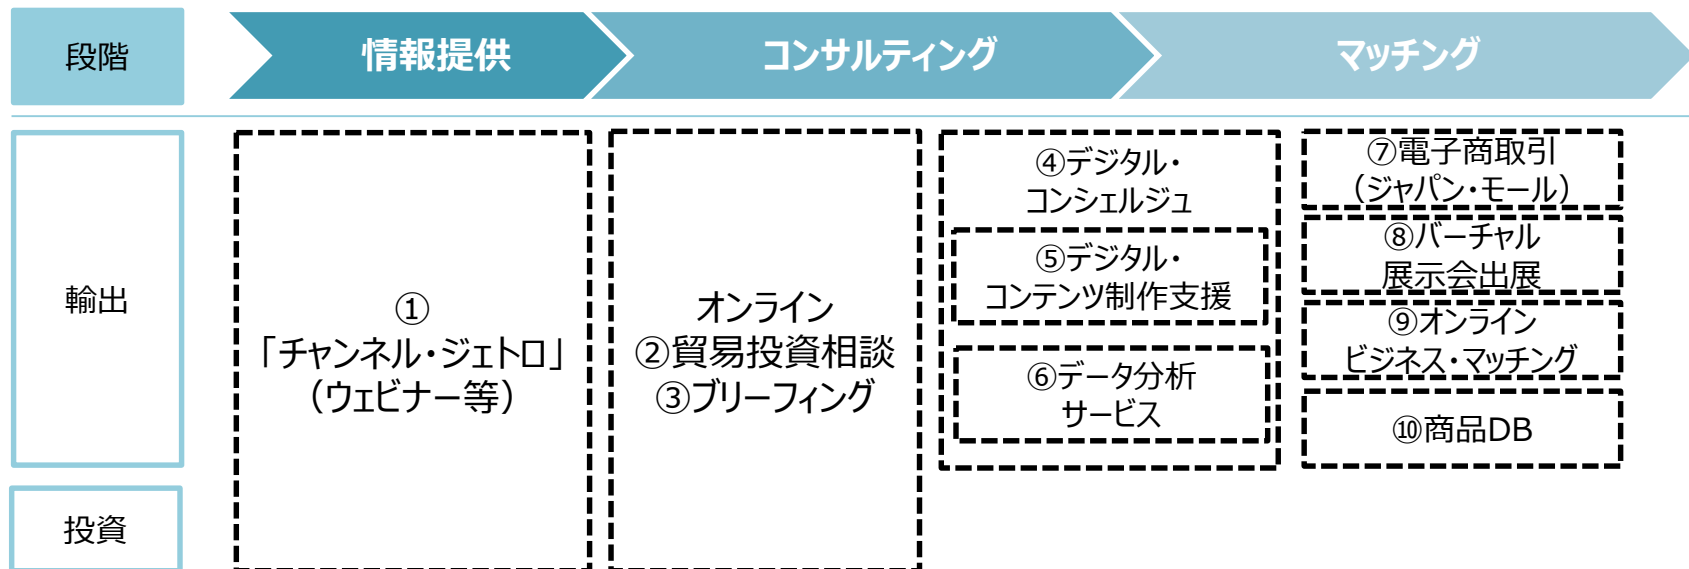 段階
情報提供
コンサルティング
マッチング
輸出
①
「チャンネル・ジェトロ」
（ウェビナー等）
オンライン
②貿易投資相談
③ブリーフィング
④デジタル・
コンシェルジュ
⑤デジタル・
コンテンツ制作支援
⑥データ分析
サービス
⑦電子商取引
（ジャパン・モール）
⑧バーチャル
展示会出展
⑨オンライン
ビジネス・マッチング
⑩商品DB
投資